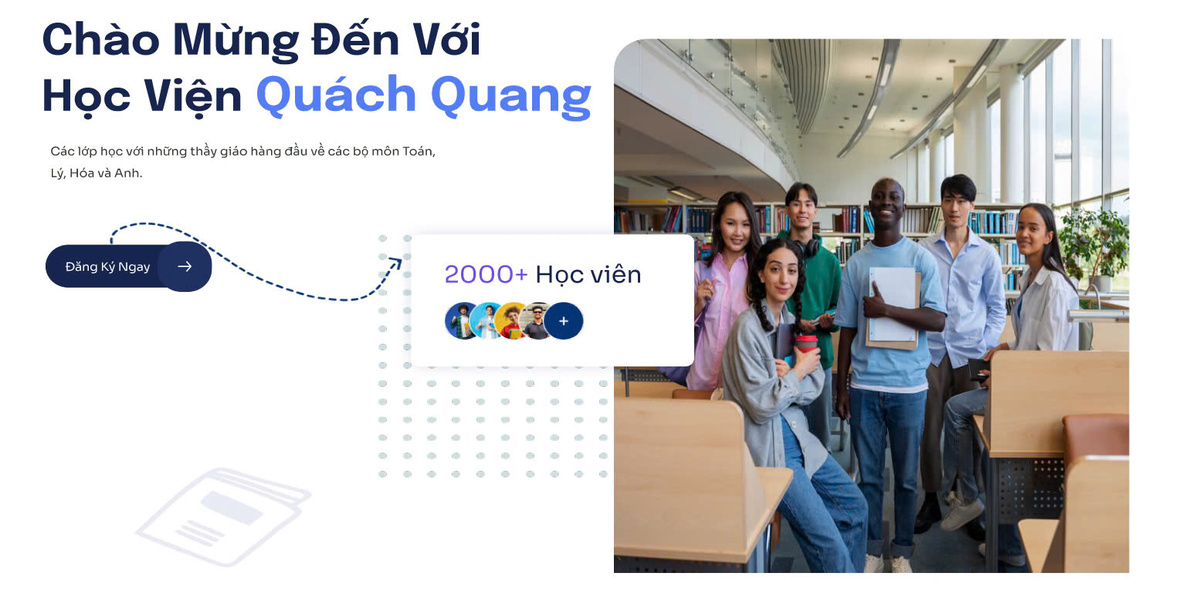 Chào Mừng Đến Với
Học Viện Quách Quang
Các lớp học với những thầy giáo hàng đầu về các bộ môn Toán,
Lý, Hóa và Anh.
Đăng Ký Ngay
2000+ Học viên
+